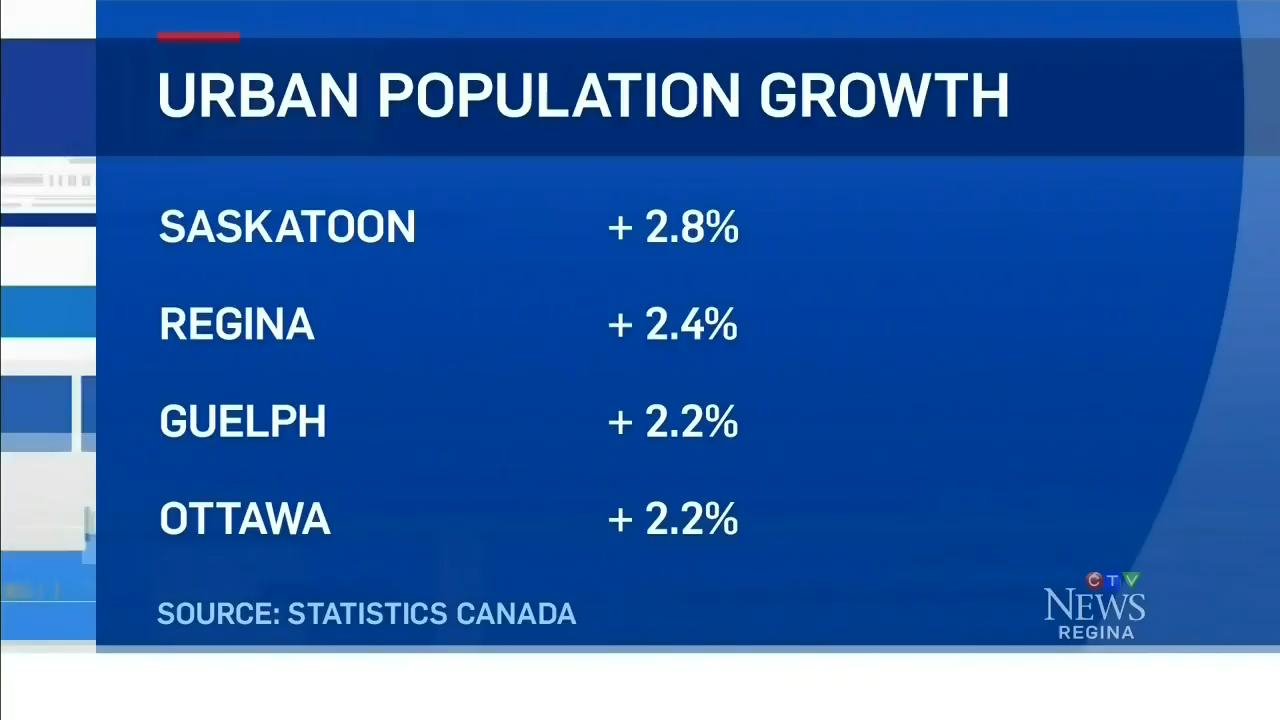 URBAN POPULATION GROWTH
SASKATOON + 2.8%
REGINA + 2.4%
GUELPH + 2.2%
OTTAWA + 2.2%
SOURCE: STATISTICS CANADA
CTV
NEWS
REGINA